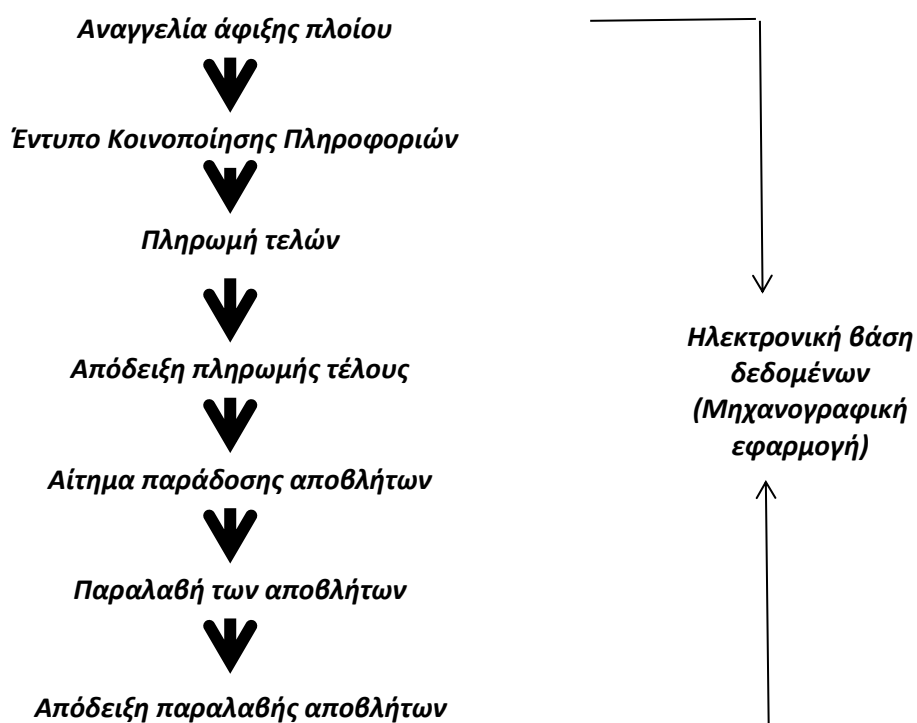 Αναγγελία άφιξης πλοίου
Έντυπο Κοινοποίησης Πληροφοριών
Πληρωμή τελών
Απόδειξη πληρωμής τέλους
Αίτημα παράδοσης αποβλήτων
Παραλαβή των αποβλήτων
Απόδειξη παραλαβής αποβλήτων
Ηλεκτρονική βάση
δεδομένων
(Μηχανογραφική
εφαρμογή)